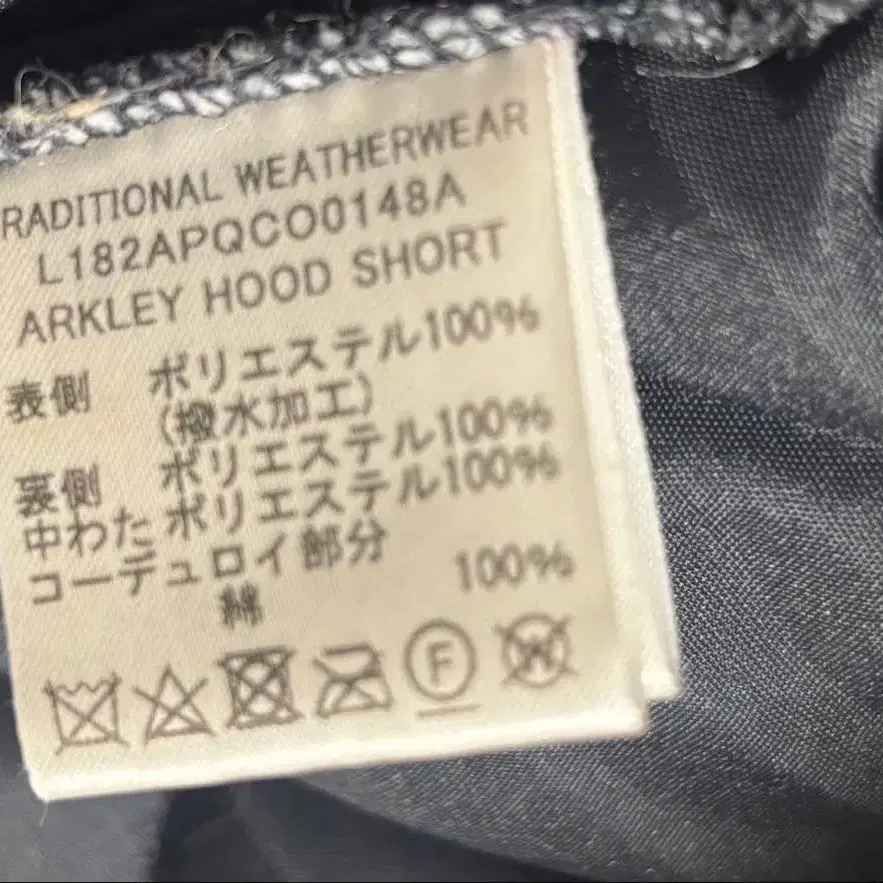 RADITIONAL WEATHERWEAR
L182APQCO0148A
ARKLEY HOOD SHORT
表側 ポリエステル100%
(撥水加工)
裏側 ポリエステル100%
中わた ポリエステル100%
コーデュロイ部分
綿 100%
F
W